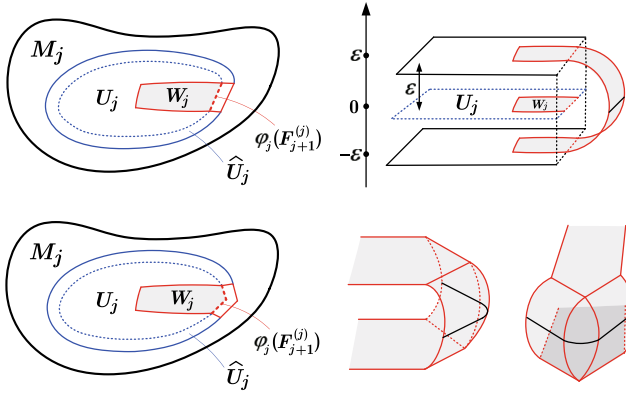 M_j
U_j
W_j
φ_j(F_{j+1}^{(j)})
Û_j
ε
0
−ε
ε
U_j
W_j
M_j
U_j
W_j
φ_j(F_{j+1}^{(j)})
Û_j